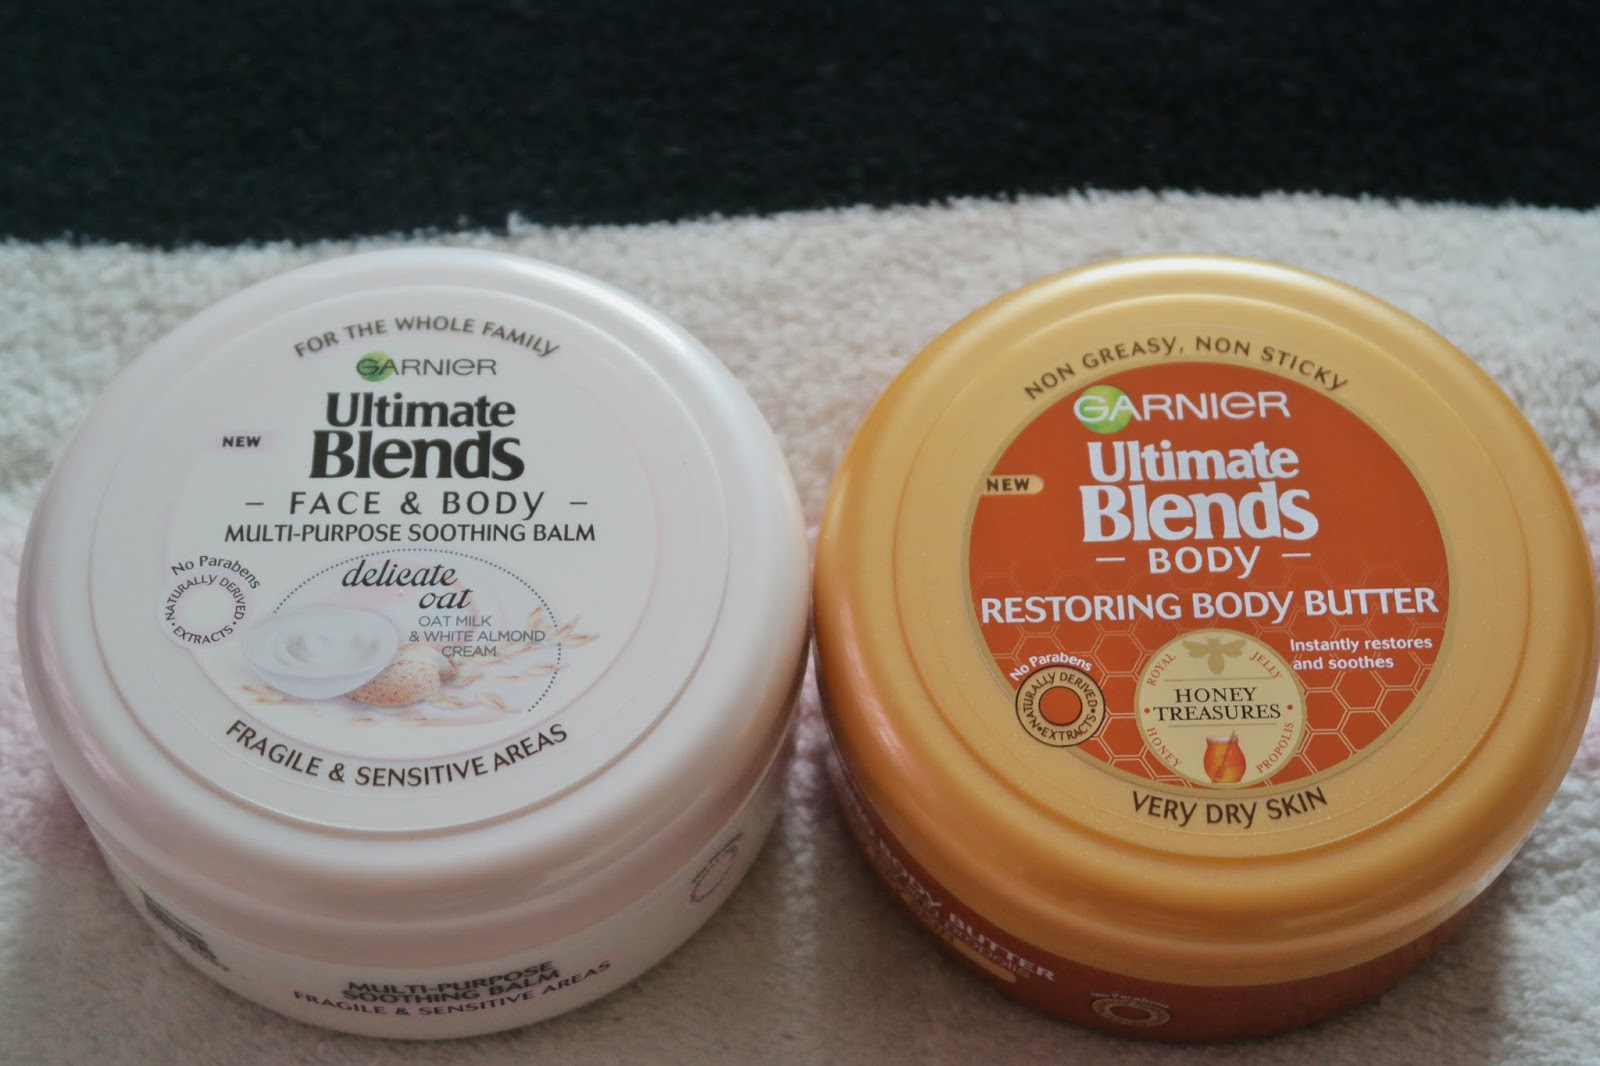 FOR THE WHOLE FAMILY
GARNIER
Ultimate
Blends
NEW
– FACE & BODY –
MULTI-PURPOSE SOOTHING BALM
No Parabens
• NATURALLY DERIVED • EXTRACTS
delicate
oat
OAT MILK
& WHITE ALMOND
CREAM
FRAGILE & SENSITIVE AREAS
MULTI-PURPOSE
SOOTHING BALM
FRAGILE & SENSITIVE AREAS
NON GREASY, NON STICKY
GARNIER
Ultimate
Blends
NEW
– BODY –
RESTORING BODY BUTTER
Instantly restores
and soothes
No Parabens
• NATURALLY DERIVED • EXTRACTS
ROYAL JELLY
HONEY
• TREASURES •
HONEY PROPOLIS
VERY DRY SKIN
BODY BUTTER